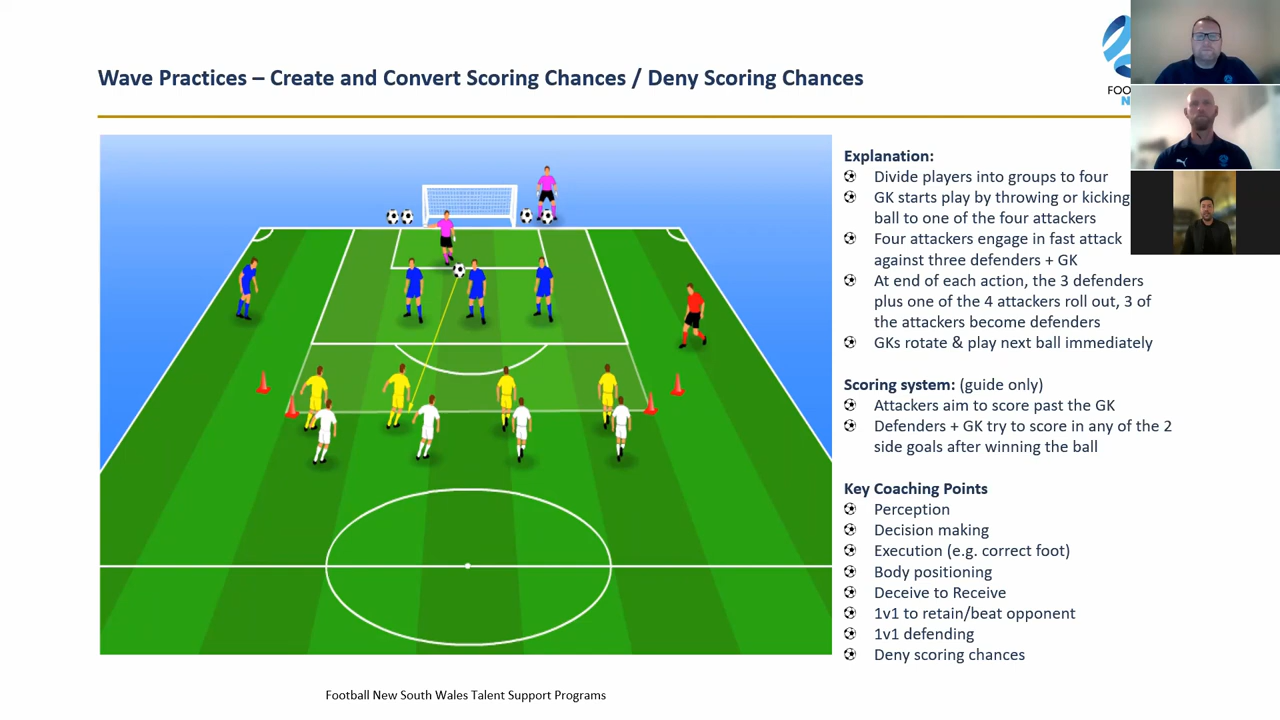 Wave Practices – Create and Convert Scoring Chances / Deny Scoring Chances
FOO
N
Explanation:
Divide players into groups to four
GK starts play by throwing or kicking
ball to one of the four attackers
Four attackers engage in fast attack
against three defenders + GK
At end of each action, the 3 defenders
plus one of the 4 attackers roll out, 3 of
the attackers become defenders
GKs rotate & play next ball immediately
Scoring system: (guide only)
Attackers aim to score past the GK
Defenders + GK try to score in any of the 2
side goals after winning the ball
Key Coaching Points
Perception
Decision making
Execution (e.g. correct foot)
Body positioning
Deceive to Receive
1v1 to retain/beat opponent
1v1 defending
Deny scoring chances
Football New South Wales Talent Support Programs